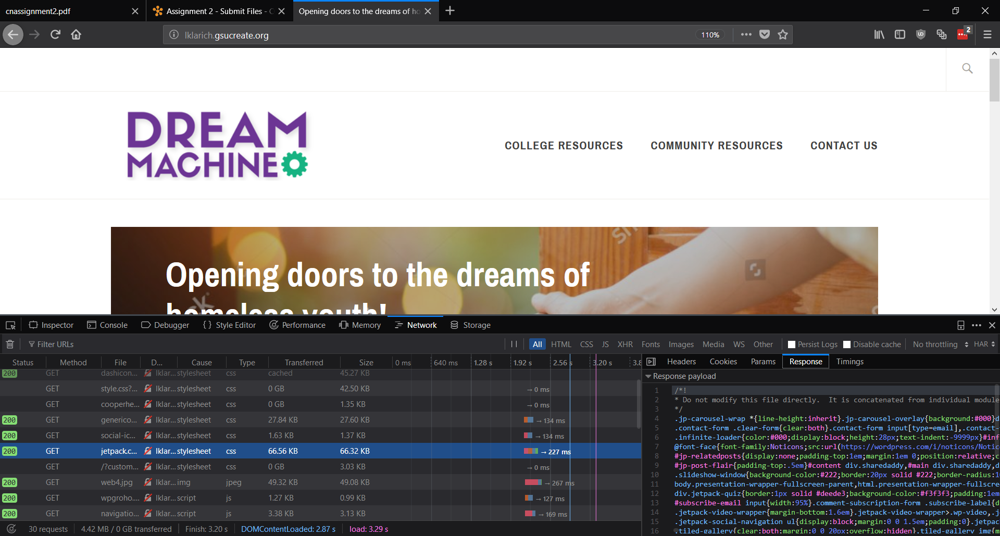 cnassignment2.pdf
Assignment 2 - Submit Files - C
Opening doors to the dreams of ho
lklarich.gsucreate.org
110%
2
DREAM
MACHINE
COLLEGE RESOURCES COMMUNITY RESOURCES CONTACT US
Opening doors to the dreams of
homeless youth!
Inspector Console Debugger Style Editor Performance Memory Network Storage
Filter URLs All HTML CSS JS XHR Fonts Images Media WS Other Persist Logs Disable cache No throttling HAR
Status Method File D... Cause Type Transferred Size 0 ms 640 ms 1.28 s 1.92 s 2.56 s 3.20 s 3.8
200 GET dashicon... lklar... stylesheet css cached 45.27 KB
GET style.css?... lklar... stylesheet css 0 GB 42.50 KB → 0 ms
GET cooperhe... lklar... stylesheet css 0 GB 1.35 KB → 0 ms
200 GET generico... lklar... stylesheet css 27.84 KB 27.60 KB → 134 ms
200 GET social-ic... lklar... stylesheet css 1.63 KB 1.37 KB → 134 ms
200 GET jetpack.c... lklar... stylesheet css 66.56 KB 66.32 KB → 227 ms
GET /?custom... lklar... stylesheet css 0 GB 3.03 KB → 0 ms
200 GET web4.jpg lklar... img jpeg 49.32 KB 49.08 KB → 267 ms
200 GET wpgroho.... lklar... script js 1.27 KB 0.99 KB → 127 ms
200 GET navigatio... lklar... script js 3.38 KB 3.13 KB → 169 ms
30 requests 4.42 MB / 0 GB transferred Finish: 3.20 s DOMContentLoaded: 2.87 s load: 3.29 s
Headers Cookies Params Response Timings
Response payload
1 /*!
2 * Do not modify this file directly. It is concatenated from individual module
3 */
4 .jp-carousel-wrap *{line-height:inherit}.jp-carousel-overlay{background:#000}d
5 .contact-form .clear-form{clear:both}.contact-form input[type=email],.contact-
6 .infinite-loader{color:#000;display:block;height:28px;text-indent:-9999px}#inf
7 @font-face{font-family:Noticons;src:url(https://wordpress.com/i/noticons/Notic
8 #jp-relatedposts{display:none;padding-top:1em;margin:1em 0;position:relative;c
9 #jp-post-flair{padding-top:.5em}#content div.sharedaddy,#main div.sharedaddy,d
10 .slideshow-window{background-color:#222;border:20px solid #222;border-radius:1
11 body.presentation-wrapper-fullscreen-parent,html.presentation-wrapper-fullscre
12 div.jetpack-quiz{border:1px solid #deede3;background-color:#f3f3f3;padding:1em
13 #subscribe-email input{width:95%}.comment-subscription-form .subscribe-label{d
14 .jetpack-video-wrapper{margin-bottom:1.6em}.jetpack-video-wrapper>.wp-video,.j
15 .jetpack-social-navigation ul{display:block;margin:0 0 1.5em;padding:0}.jetpac
16 .tiled-gallery{clear:both;margin:0 0 20px;overflow:hidden}.tiled-gallery img{m